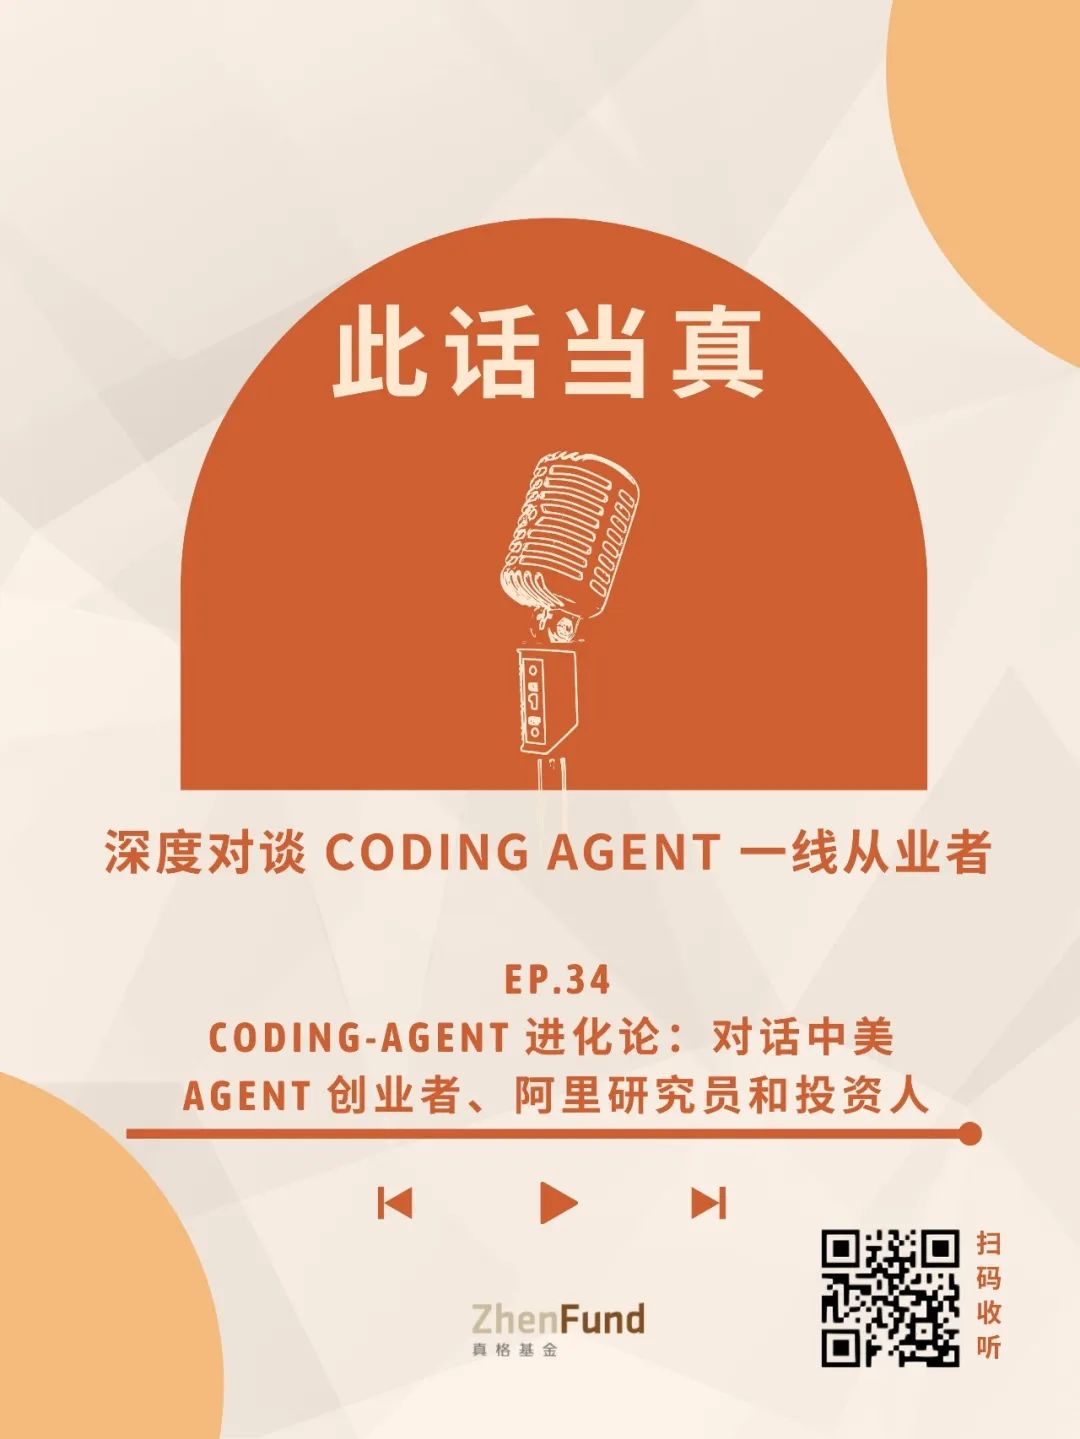 此话当真
深度对谈 CODING AGENT 一线从业者
EP.34
CODING-AGENT 进化论：对话中美
AGENT 创业者、阿里研究员和投资人
扫码收听
ZhenFund
真格基金